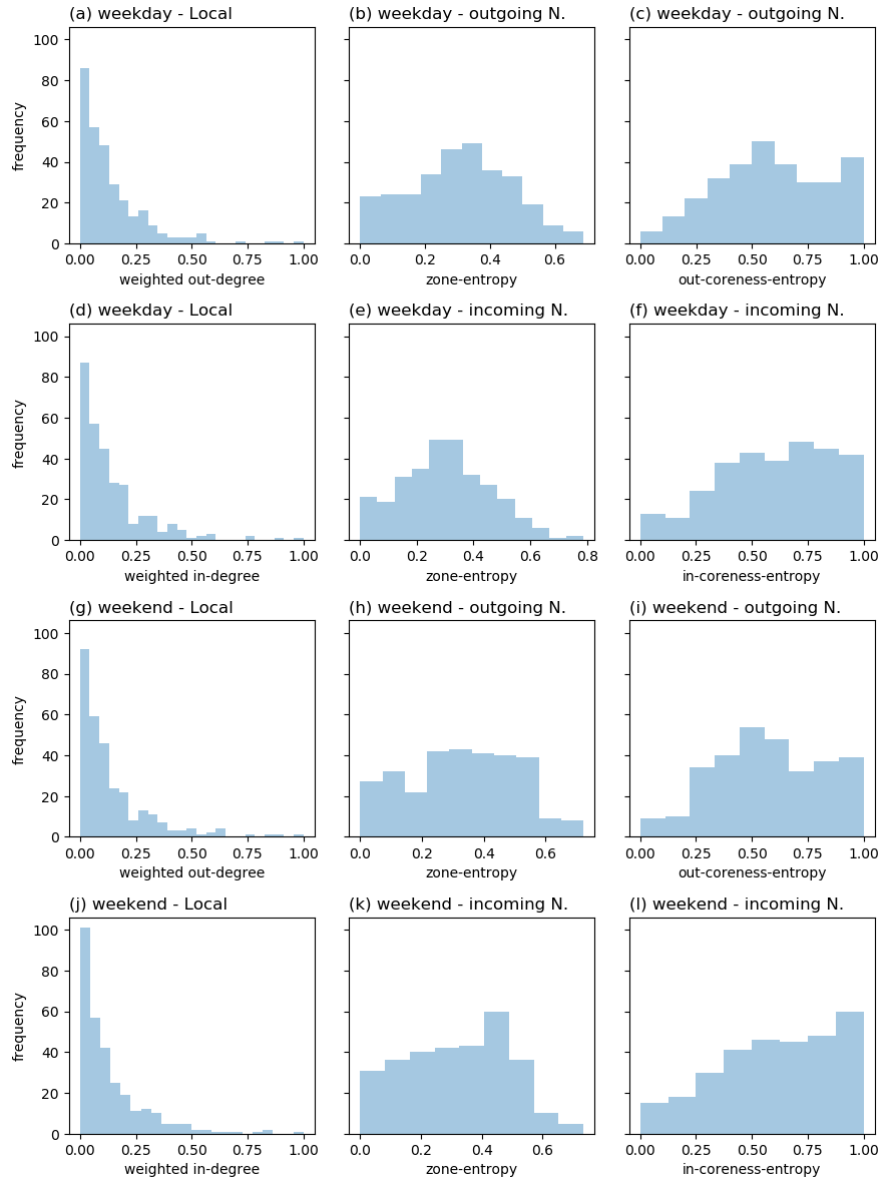 (a) weekday - Local
(b) weekday - outgoing N.
(c) weekday - outgoing N.
100
80
60
40
20
0
frequency
0.00 0.25 0.50 0.75 1.00
weighted out-degree
0.0 0.2 0.4 0.6
zone-entropy
0.00 0.25 0.50 0.75 1.00
out-coreness-entropy
(d) weekday - Local
(e) weekday - incoming N.
(f) weekday - incoming N.
100
80
60
40
20
0
frequency
0.00 0.25 0.50 0.75 1.00
weighted in-degree
0.0 0.2 0.4 0.6 0.8
zone-entropy
0.00 0.25 0.50 0.75 1.00
in-coreness-entropy
(g) weekend - Local
(h) weekend - outgoing N.
(i) weekend - outgoing N.
100
80
60
40
20
0
frequency
0.00 0.25 0.50 0.75 1.00
weighted out-degree
0.0 0.2 0.4 0.6
zone-entropy
0.00 0.25 0.50 0.75 1.00
out-coreness-entropy
(j) weekend - Local
(k) weekend - incoming N.
(l) weekend - incoming N.
100
80
60
40
20
0
frequency
0.00 0.25 0.50 0.75 1.00
weighted in-degree
0.0 0.2 0.4 0.6
zone-entropy
0.00 0.25 0.50 0.75 1.00
in-coreness-entropy